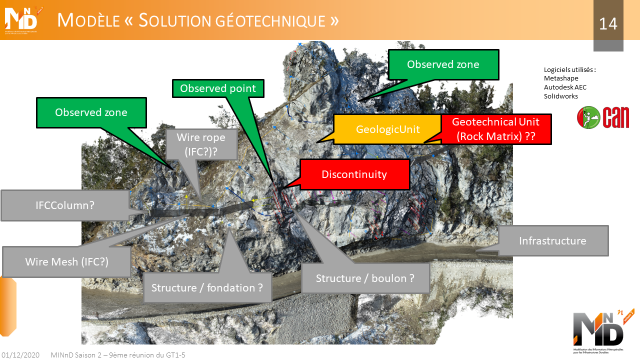 MINnD
MODÈLE « SOLUTION GÉOTECHNIQUE »
14
Observed zone
Logiciels utilisés :
Metashape
Autodesk AEC
Solidworks
can
Observed point
Observed zone
GeologicUnit
Geotechnical Unit
(Rock Matrix) ??
Wire rope
(IFC?)?
Discontinuity
IFCColumn?
Infrastructure
Wire Mesh (IFC?)
Structure / fondation ?
Structure / boulon ?
01/12/2020
MINnD Saison 2 – 9ème réunion du GT1-5
MINnD